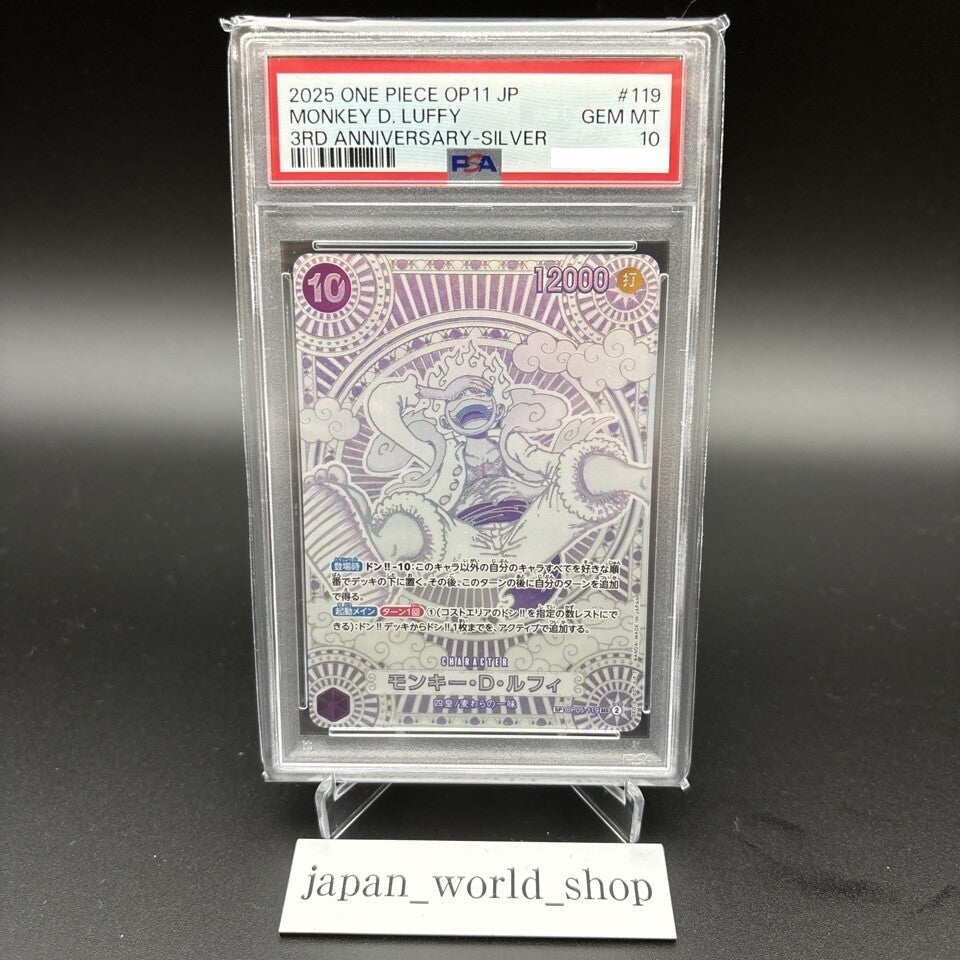 2025 ONE PIECE OP11 JP #119
MONKEY D. LUFFY GEM MT
3RD ANNIVERSARY-SILVER 10
PSA
10
12000 打
登場時 ドン!!-10:このキャラ以外の自分のキャラすべてを好きな順
番でデッキの下に置く。その後、このターンの後に自分のターンを追加
で得る。
起動メイン ターン1回 ①(コストエリアのドン!!を指定の数レストにで
きる):ドン!!デッキからドン!!1枚までを、アクティブで追加する。
CHARACTER
モンキー・D・ルフィ
四皇/麦わらの一味
SP OP05-119 2
japan_world_shop